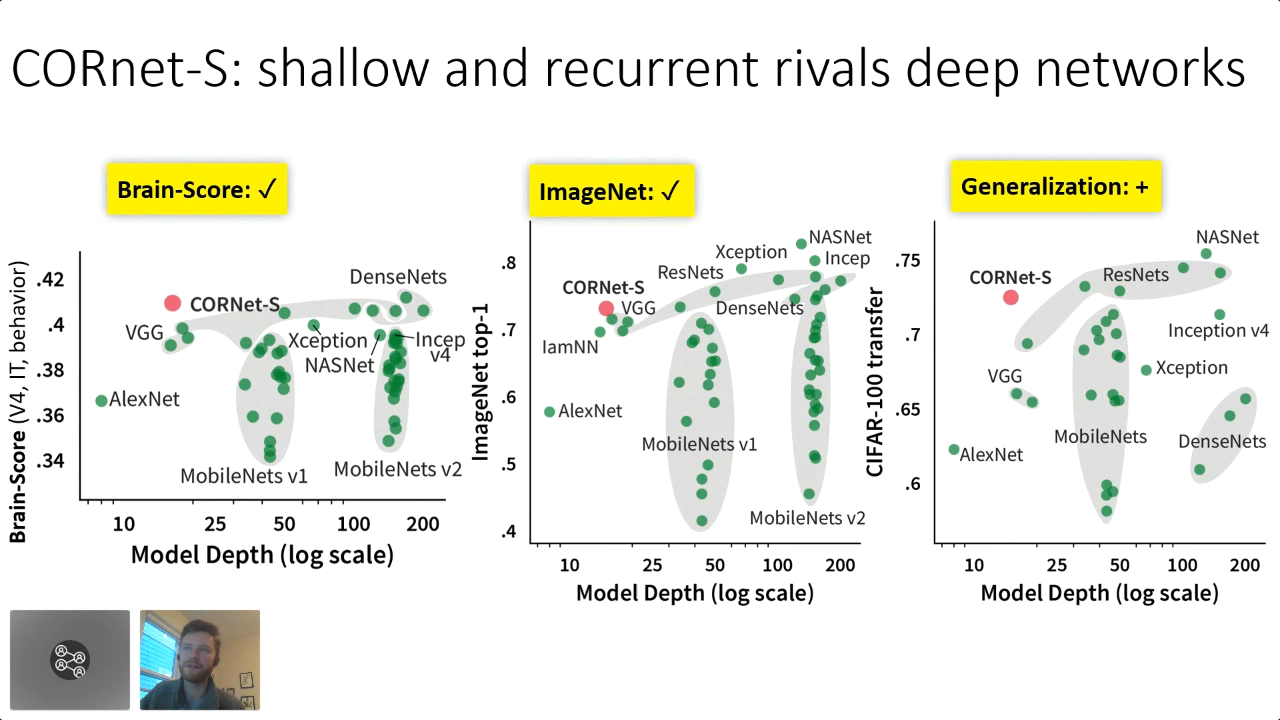 CORnet-S: shallow and recurrent rivals deep networks
Brain-Score: ✓
Brain-Score (V4, IT, behavior)
.42
.4
.38
.36
.34
DenseNets
CORNet-S
VGG
Xception
Incep
v4
NASNet
AlexNet
MobileNets v1
MobileNets v2
10
25
50
100
200
Model Depth (log scale)
ImageNet: ✓
ImageNet top-1
.8
.7
.6
.5
.4
NASNet
Xception
Incep
ResNets
CORNet-S
VGG
DenseNets
IamNN
AlexNet
MobileNets v1
MobileNets v2
10
25
50
100
200
Model Depth (log scale)
Generalization: +
CIFAR-100 transfer
.75
.7
.65
.6
NASNet
CORNet-S
ResNets
Inception v4
Xception
VGG
MobileNets
DenseNets
AlexNet
10
25
50
100
200
Model Depth (log scale)